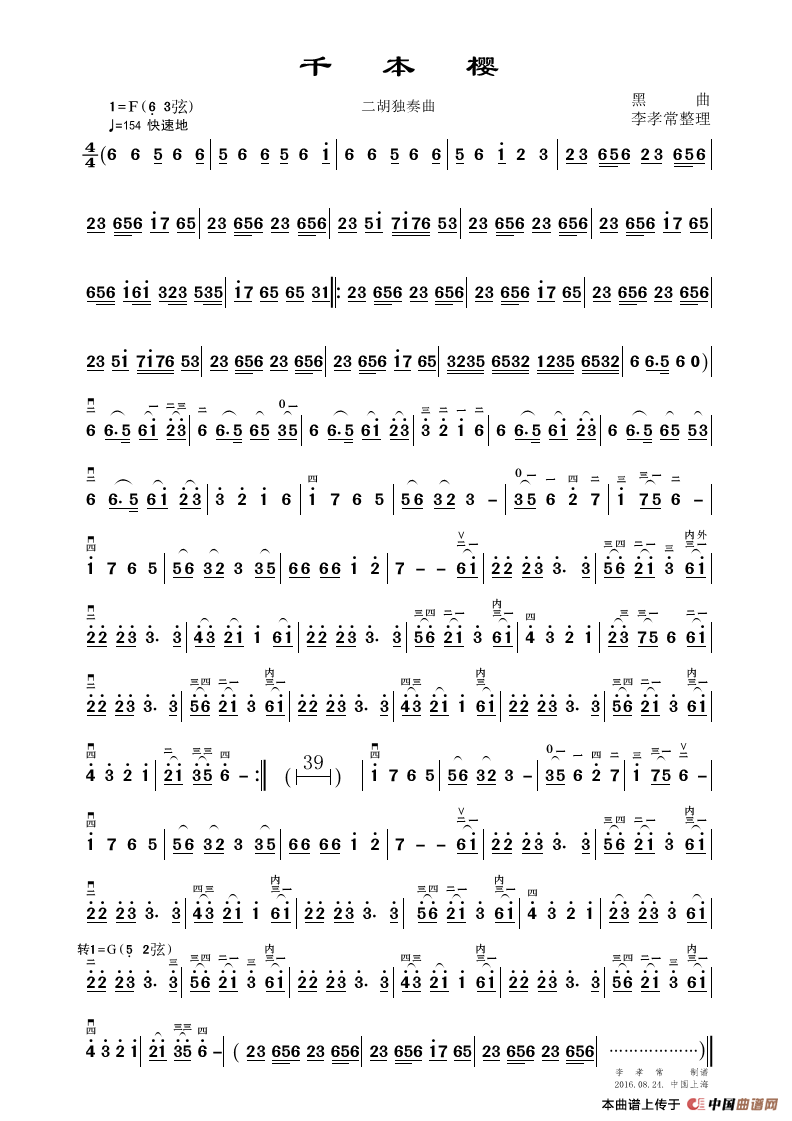 千 本 樱
1=F(6 3弦)
二胡独奏曲
黑 曲
♩=154 快速地
李孝常整理
4/4 (6 6 5 6 6 | 5 6 6 5 6 i | 6 6 5 6 6 | 5 6 i 2 3 | 23 656 23 656 |
23 656 i7 65 | 23 656 23 656 | 23 5i 7i76 53 | 23 656 23 656 | 23 656 i7 65 |
656 i6i 323 535 | i7 65 65 31 ‖: 23 656 23 656 | 23 656 i7 65 | 23 656 23 656 |
23 5i 7i76 53 | 23 656 23 656 | 23 656 i7 65 | 3235 6532 1235 6532 | 6 6.5 6 0) |
6 6.5 6i 23 | 6 6.5 65 35 | 6 6.5 6i 23 | 3 2 i 6 | 6 6.5 6i 23 | 6 6.5 65 53 |
6 6.5 6i 23 | 3 2 i 6 | i 7 6 5 | 56 32 3 – | 35 6 2 7 | i 75 6 – |
i 7 6 5 | 56 32 3 35 | 66 66 i 2 | 7 – – 6i | 22 23 3. 3 | 56 2i 3 6i |
22 23 3. 3 | 43 2i i 6i | 22 23 3. 3 | 56 2i 3 6i | 4 3 2 i | 23 75 6 6i |
22 23 3. 3 | 56 2i 3 6i | 22 23 3. 3 | 43 2i i 6i | 22 23 3. 3 | 56 2i 3 6i |
4 3 2 i | 2i 35 6 – :‖ ( 39 ) | i 7 6 5 | 56 32 3 – | 35 6 2 7 | i 75 6 – |
i 7 6 5 | 56 32 3 35 | 66 66 i 2 | 7 – – 6i | 22 23 3. 3 | 56 2i 3 6i |
22 23 3. 3 | 43 2i i 6i | 22 23 3. 3 | 56 2i 3 6i | 4 3 2 i | 23 75 6 6i |
转1=G(5 2弦)
22 23 3. 3 | 56 2i 3 6i | 22 23 3. 3 | 43 2i i 6i | 22 23 3. 3 | 56 2i 3 6i |
4 3 2 i | 2i 35 6 – | ( 23 656 23 656 | 23 656 i7 65 | 23 656 23 656 | ………………) ‖
李 孝 常 制谱
2016.08.24. 中国上海
本曲谱上传于 中国曲谱网